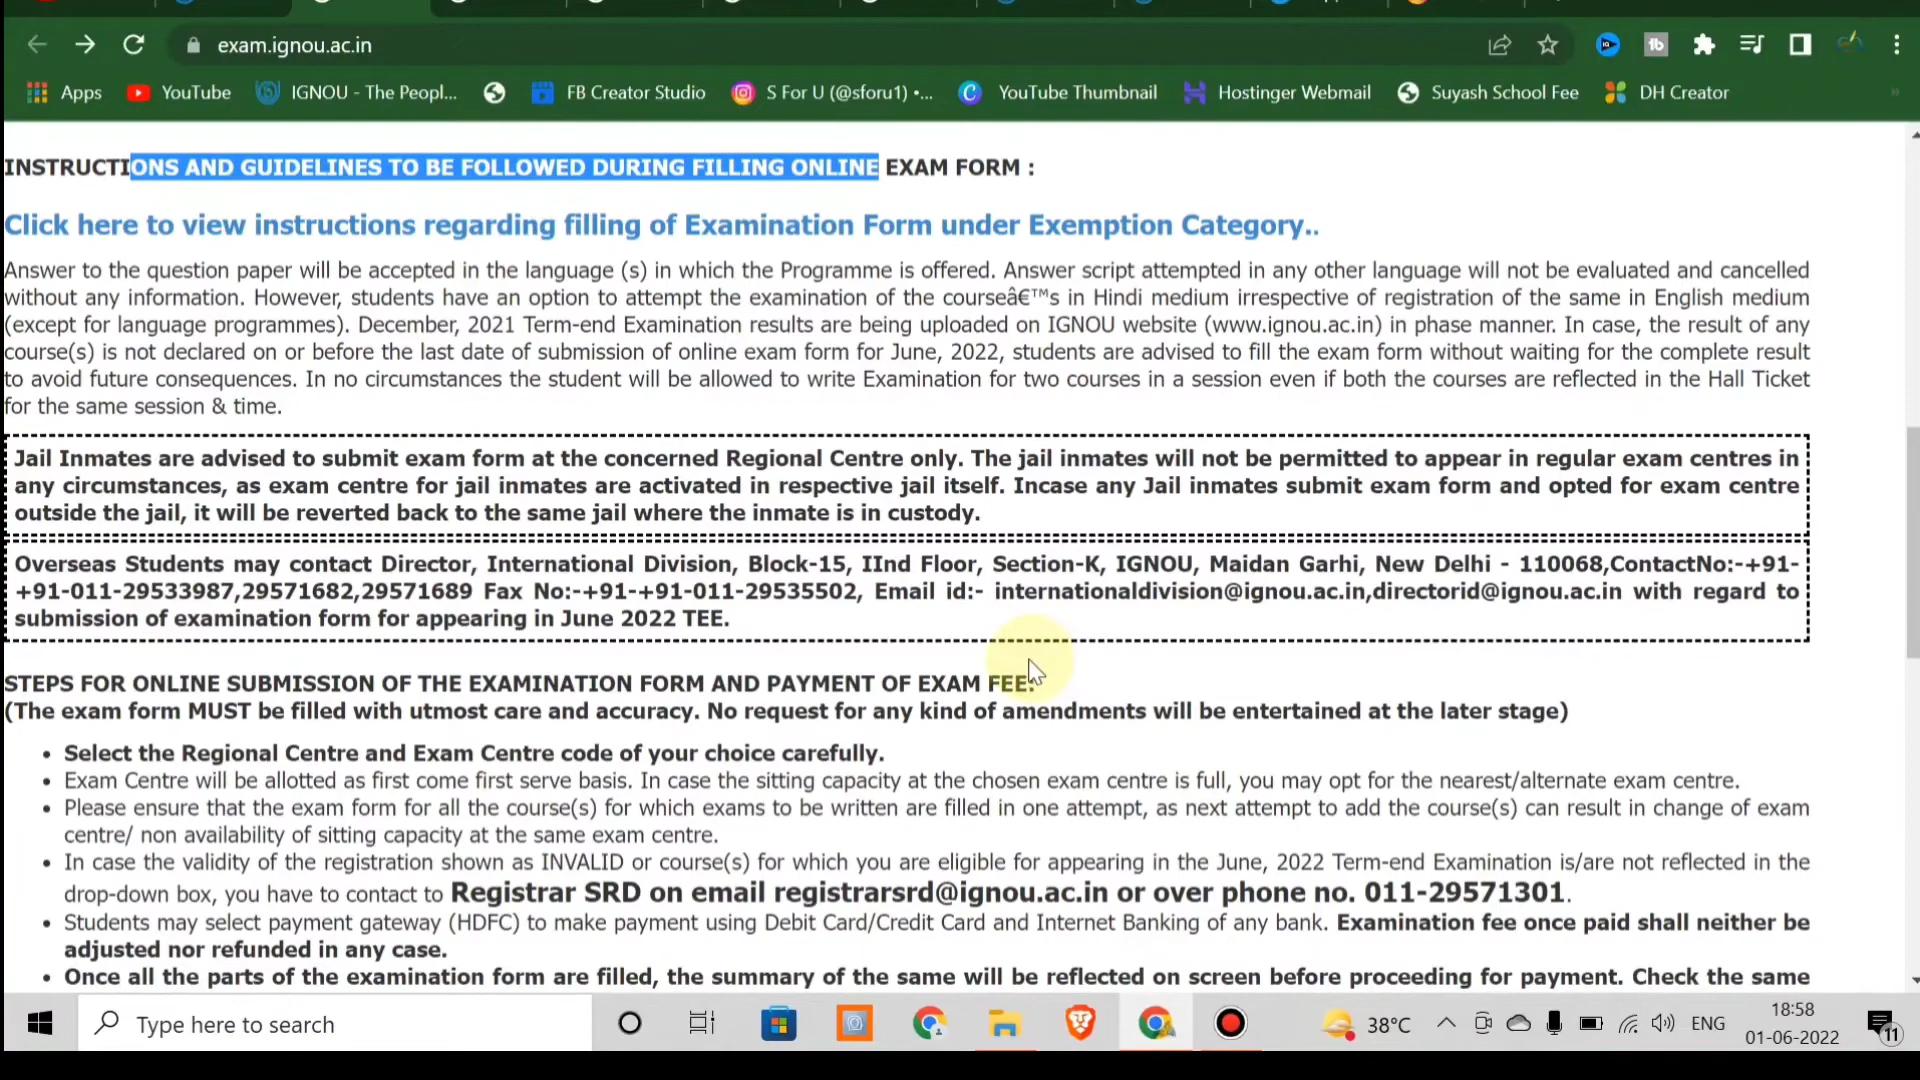 exam.ignou.ac.in
Apps YouTube IGNOU - The Peopl... FB Creator Studio S For U (@sforu1) •... YouTube Thumbnail Hostinger Webmail Suyash School Fee DH Creator
INSTRUCTIONS AND GUIDELINES TO BE FOLLOWED DURING FILLING ONLINE EXAM FORM :
Click here to view instructions regarding filling of Examination Form under Exemption Category..
Answer to the question paper will be accepted in the language (s) in which the Programme is offered. Answer script attempted in any other language will not be evaluated and cancelled
without any information. However, students have an option to attempt the examination of the courseâ€™s in Hindi medium irrespective of registration of the same in English medium
(except for language programmes). December, 2021 Term-end Examination results are being uploaded on IGNOU website (www.ignou.ac.in) in phase manner. In case, the result of any
course(s) is not declared on or before the last date of submission of online exam form for June, 2022, students are advised to fill the exam form without waiting for the complete result
to avoid future consequences. In no circumstances the student will be allowed to write Examination for two courses in a session even if both the courses are reflected in the Hall Ticket
for the same session & time.
Jail Inmates are advised to submit exam form at the concerned Regional Centre only. The jail inmates will not be permitted to appear in regular exam centres in
any circumstances, as exam centre for jail inmates are activated in respective jail itself. Incase any Jail inmates submit exam form and opted for exam centre
outside the jail, it will be reverted back to the same jail where the inmate is in custody.
Overseas Students may contact Director, International Division, Block-15, IInd Floor, Section-K, IGNOU, Maidan Garhi, New Delhi - 110068,ContactNo:-+91-
+91-011-29533987,29571682,29571689 Fax No:-+91-+91-011-29535502, Email id:- internationaldivision@ignou.ac.in,directorid@ignou.ac.in with regard to
submission of examination form for appearing in June 2022 TEE.
STEPS FOR ONLINE SUBMISSION OF THE EXAMINATION FORM AND PAYMENT OF EXAM FEE:
(The exam form MUST be filled with utmost care and accuracy. No request for any kind of amendments will be entertained at the later stage)
• Select the Regional Centre and Exam Centre code of your choice carefully.
• Exam Centre will be allotted as first come first serve basis. In case the sitting capacity at the chosen exam centre is full, you may opt for the nearest/alternate exam centre.
• Please ensure that the exam form for all the course(s) for which exams to be written are filled in one attempt, as next attempt to add the course(s) can result in change of exam
centre/ non availability of sitting capacity at the same exam centre.
• In case the validity of the registration shown as INVALID or course(s) for which you are eligible for appearing in the June, 2022 Term-end Examination is/are not reflected in the
drop-down box, you have to contact to Registrar SRD on email registrarsrd@ignou.ac.in or over phone no. 011-29571301.
• Students may select payment gateway (HDFC) to make payment using Debit Card/Credit Card and Internet Banking of any bank. Examination fee once paid shall neither be
adjusted nor refunded in any case.
• Once all the parts of the examination form are filled, the summary of the same will be reflected on screen before proceeding for payment. Check the same
Type here to search
38°C
ENG
18:58
01-06-2022
11